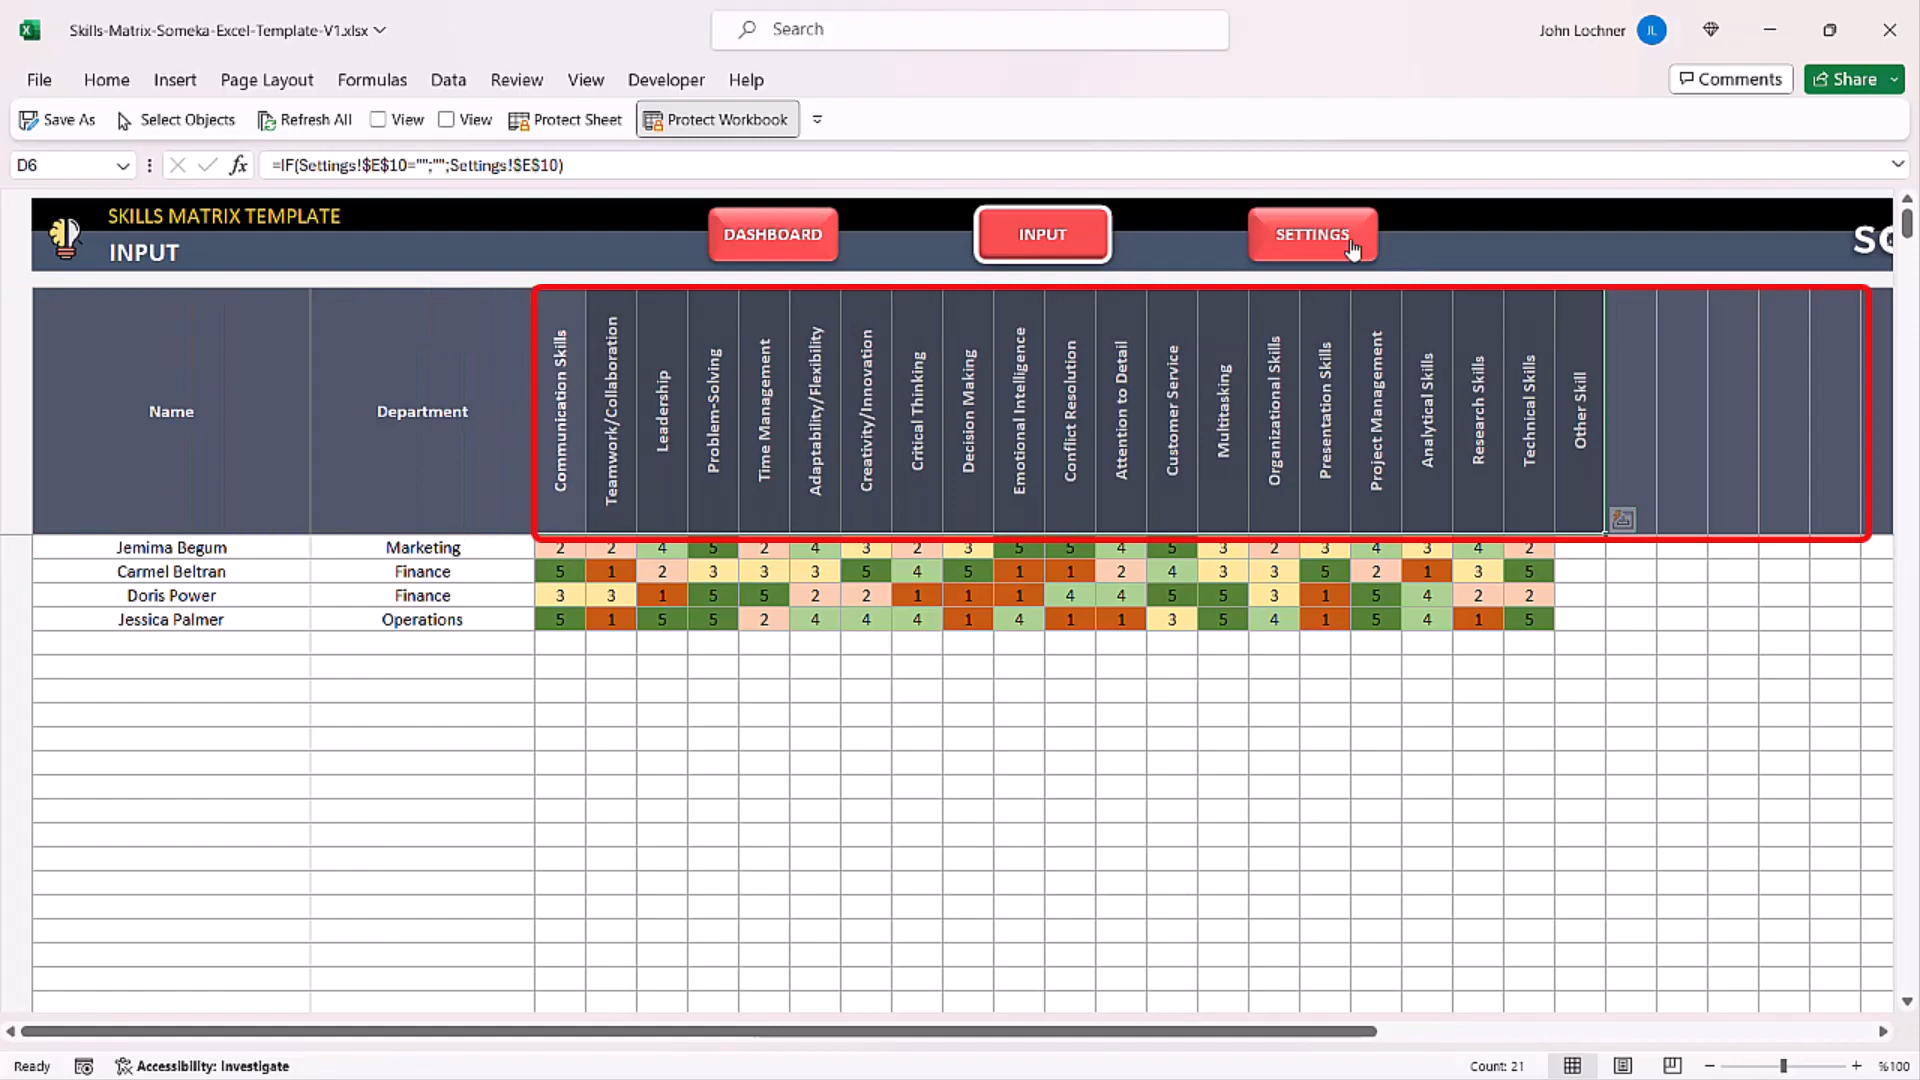 Skills-Matrix-Someka-Excel-Template-V1.xlsx
Search
John Lochner
JL
File Home Insert Page Layout Formulas Data Review View Developer Help
Comments
Share
Save As Select Objects Refresh All View View Protect Sheet Protect Workbook
D6
fx
=IF(Settings!$E$10="";"";Settings!$E$10)
SKILLS MATRIX TEMPLATE
INPUT
DASHBOARD
INPUT
SETTINGS
Name
Department
Communication Skills
Teamwork/Collaboration
Leadership
Problem-Solving
Time Management
Adaptability/Flexibility
Creativity/Innovation
Critical Thinking
Decision Making
Emotional Intelligence
Conflict Resolution
Attention to Detail
Customer Service
Multitasking
Organizational Skills
Presentation Skills
Project Management
Analytical Skills
Research Skills
Technical Skills
Other Skill
Jemima Begum Marketing 2 2 4 5 2 4 3 2 3 5 5 4 5 3 2 3 4 3 4 2
Carmel Beltran Finance 5 1 2 3 3 3 5 4 5 1 1 2 4 3 3 5 2 1 3 5
Doris Power Finance 3 3 1 5 5 2 2 1 1 1 4 4 5 5 3 1 5 4 2 2
Jessica Palmer Operations 5 1 5 5 2 4 4 4 1 4 1 1 3 5 4 1 5 4 1 5
Ready
Accessibility: Investigate
Count: 21
%100